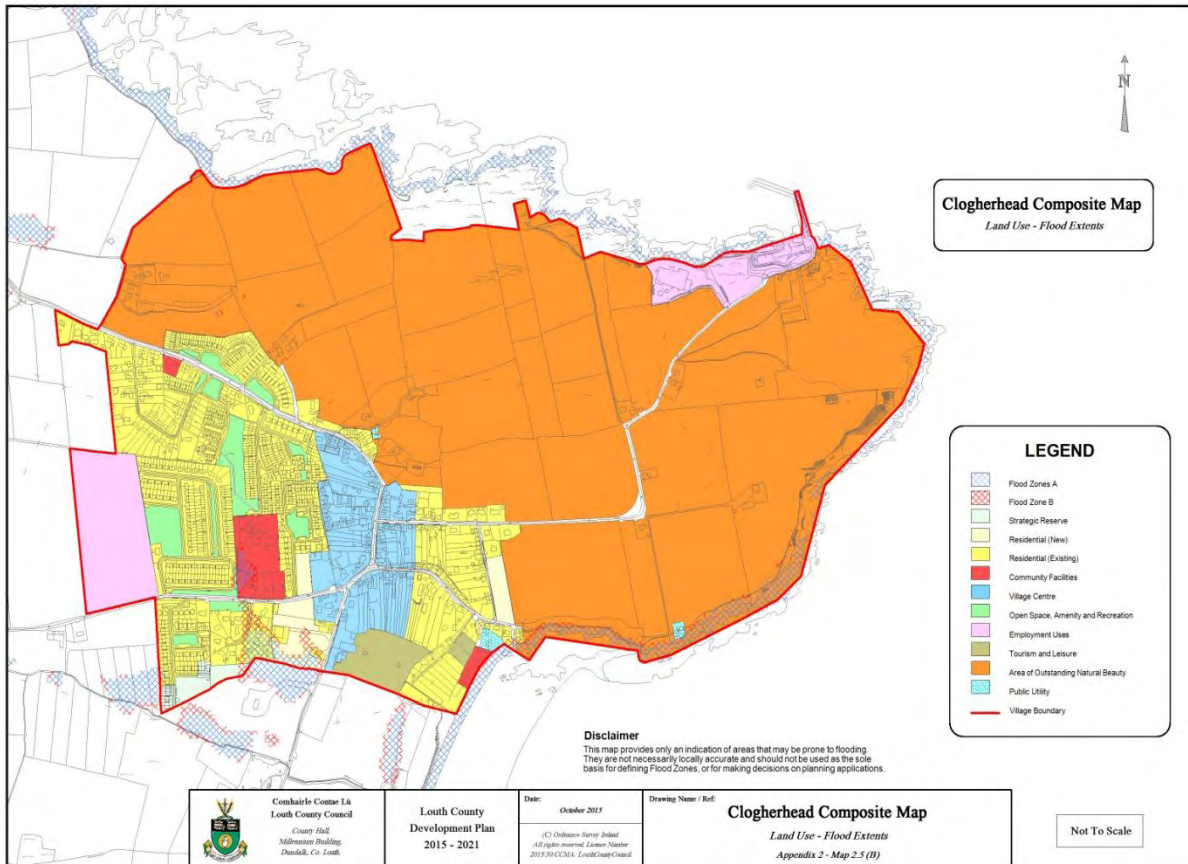 N
Clogherhead Composite Map
Land Use - Flood Extents
LEGEND
Flood Zones A
Flood Zone B
Strategic Reserve
Residential (New)
Residential (Existing)
Community Facilities
Village Centre
Open Space, Amenity and Recreation
Employment Uses
Tourism and Leisure
Area of Outstanding Natural Beauty
Public Utility
Village Boundary
Disclaimer
This map provides only an indication of areas that may be prone to flooding.
They are not necessarily locally accurate and should not be used as the sole
basis for defining Flood Zones, or for making decisions on planning applications.
Comhairle Contae Lú
Louth County Council
County Hall,
Millennium Building,
Dundalk, Co. Louth.
Louth County
Development Plan
2015 - 2021
Date:
October 2015
(C) Ordnance Survey Ireland
All rights reserved. Licence Number
2015/30/CCMA/ LouthCountyCouncil
Drawing Name / Ref:
Clogherhead Composite Map
Land Use - Flood Extents
Appendix 2 - Map 2.5 (B)
Not To Scale